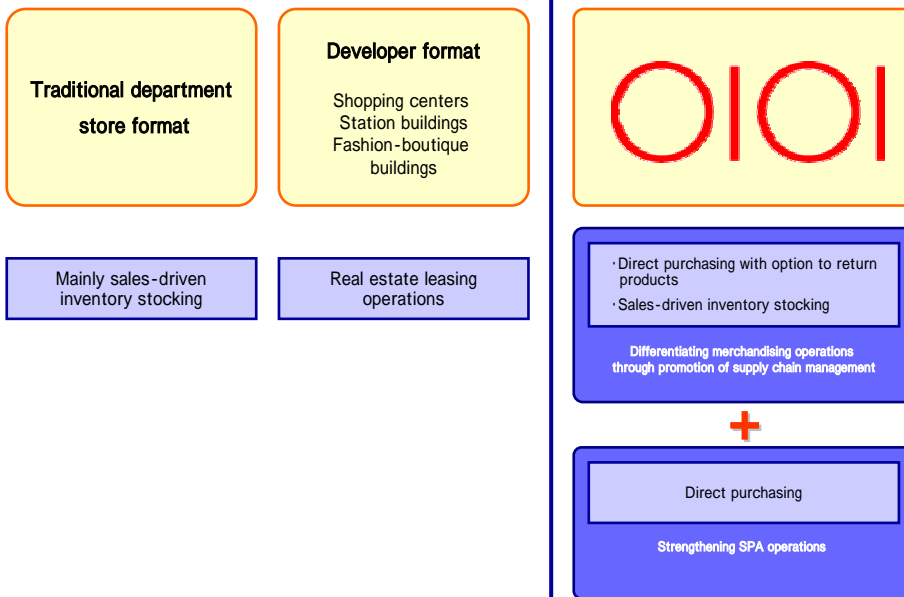 Traditional department
store format
Developer format
Shopping centers
Station buildings
Fashion-boutique
buildings
OIOI
Mainly sales-driven
inventory stocking
Real estate leasing
operations
·Direct purchasing with option to return
products
·Sales-driven inventory stocking
Differentiating merchandising operations
through promotion of supply chain management
+
Direct purchasing
Strengthening SPA operations